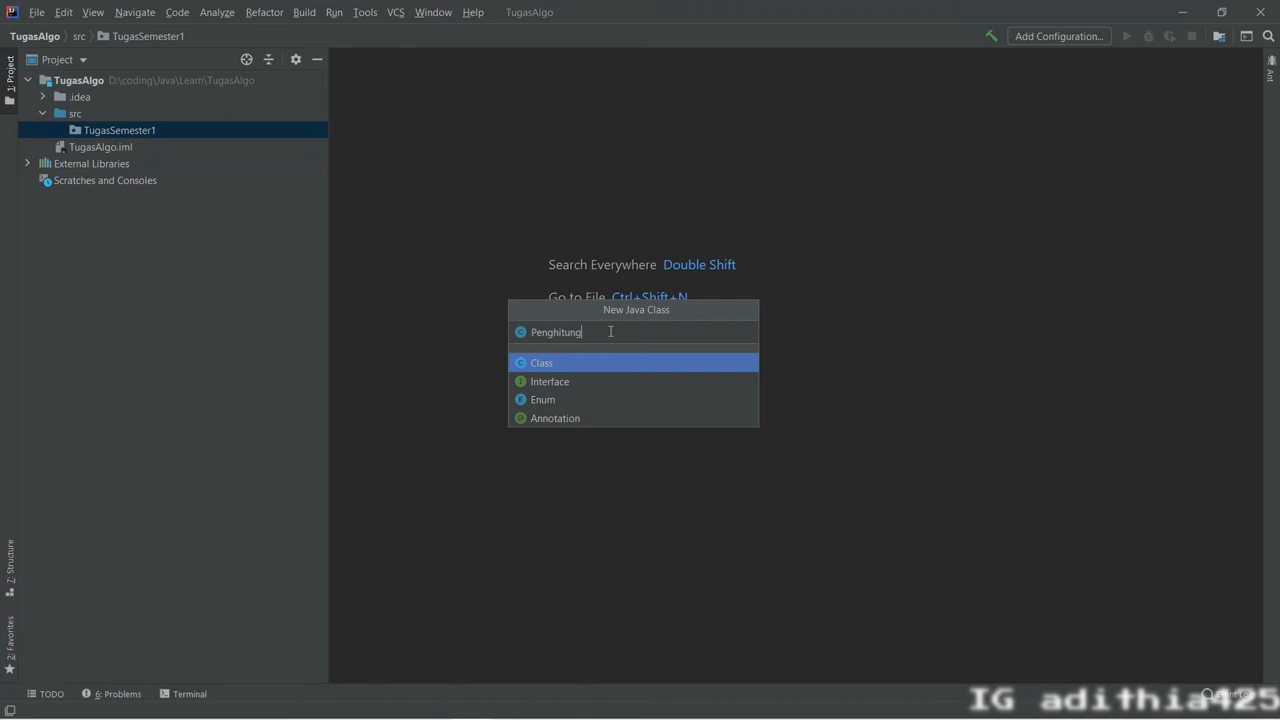 File Edit View Navigate Code Analyze Refactor Build Run Tools VCS Window Help TugasAlgo
TugasAlgo src TugasSemester1 Add Configuration...
1: Project
Project
Ant
TugasAlgo D:\coding\Java\Learn\TugasAlgo
.idea
src
TugasSemester1
TugasAlgo.iml
External Libraries
Scratches and Consoles
Search Everywhere Double Shift
Go to File Ctrl+Shift+N
New Java Class
Penghitung
Class
Interface
Enum
Annotation
7: Structure
2: Favorites
TODO 6: Problems Terminal
IG adithia425